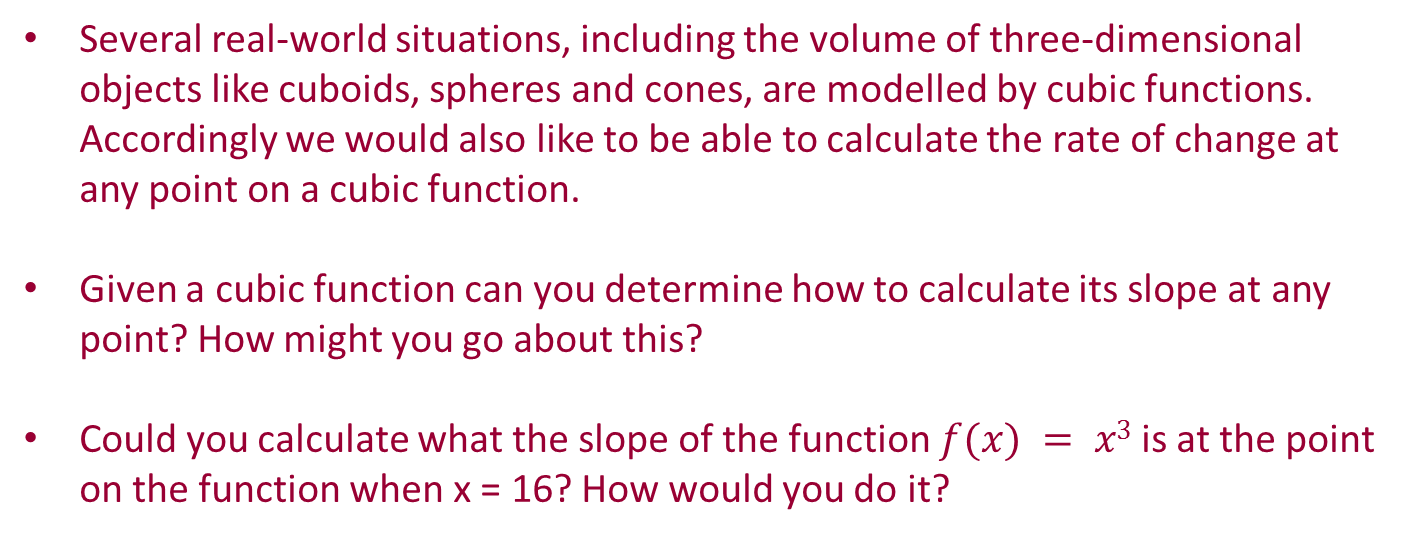 • Several real-world situations, including the volume of three-dimensional
objects like cuboids, spheres and cones, are modelled by cubic functions.
Accordingly we would also like to be able to calculate the rate of change at
any point on a cubic function.
• Given a cubic function can you determine how to calculate its slope at any
point? How might you go about this?
• Could you calculate what the slope of the function f(x) = x³ is at the point
on the function when x = 16? How would you do it?